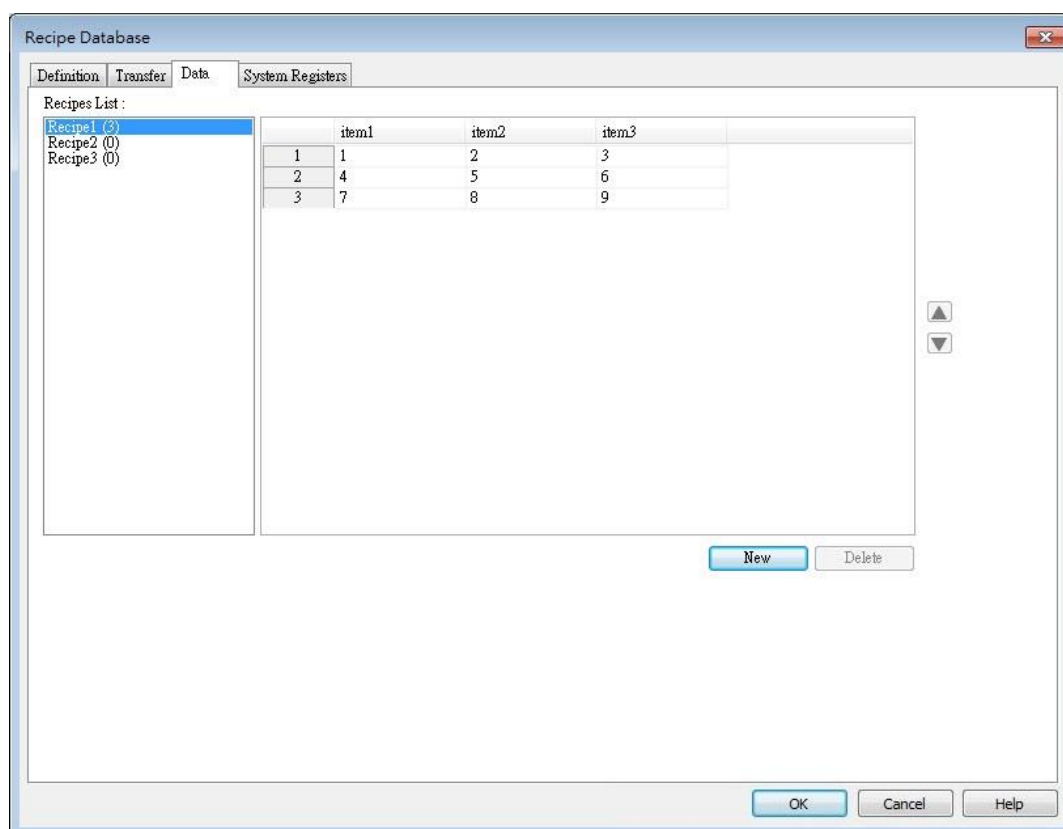 Recipe Database
Definition Transfer Data System Registers
Recipes List :
Recipe1 (3)
Recipe2 (0)
Recipe3 (0)
item1 item2 item3
1 1 2 3
2 4 5 6
3 7 8 9
New Delete
OK Cancel Help